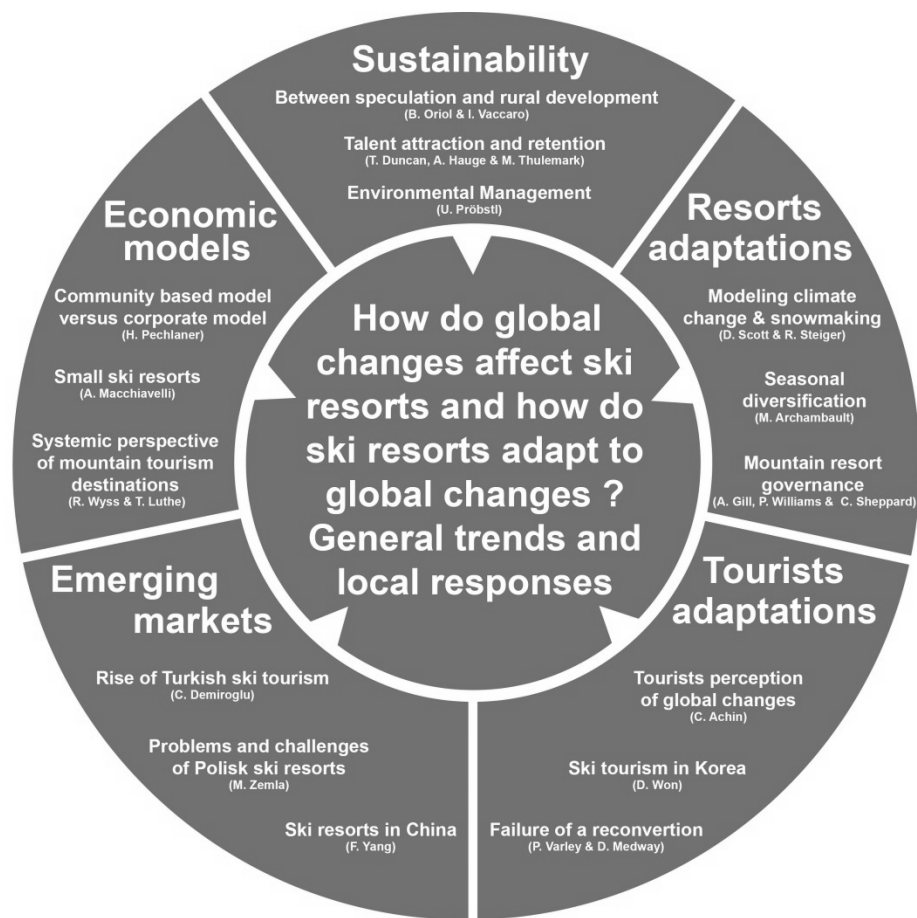 Sustainability
Between speculation and rural development
(B. Oriol & I. Vaccaro)
Talent attraction and retention
(T. Duncan, A. Hauge & M. Thulemark)
Environmental Management
(U. Pröbstl)
Resorts
adaptations
Modeling climate
change & snowmaking
(D. Scott & R. Steiger)
Seasonal
diversification
(M. Archambault)
Mountain resort
governance
(A. Gill, P. Williams & C. Sheppard)
Tourists
adaptations
Tourists perception
of global changes
(C. Achin)
Ski tourism in Korea
(D. Won)
Failure of a reconvertion
(P. Varley & D. Medway)
Emerging
markets
Rise of Turkish ski tourism
(C. Demiroglu)
Problems and challenges
of Polisk ski resorts
(M. Zemla)
Ski resorts in China
(F. Yang)
Economic
models
Community based model
versus corporate model
(H. Pechlaner)
Small ski resorts
(A. Macchiavelli)
Systemic perspective
of mountain tourism
destinations
(R. Wyss & T. Luthe)
How do global
changes affect ski
resorts and how do
ski resorts adapt to
global changes ?
General trends and
local responses